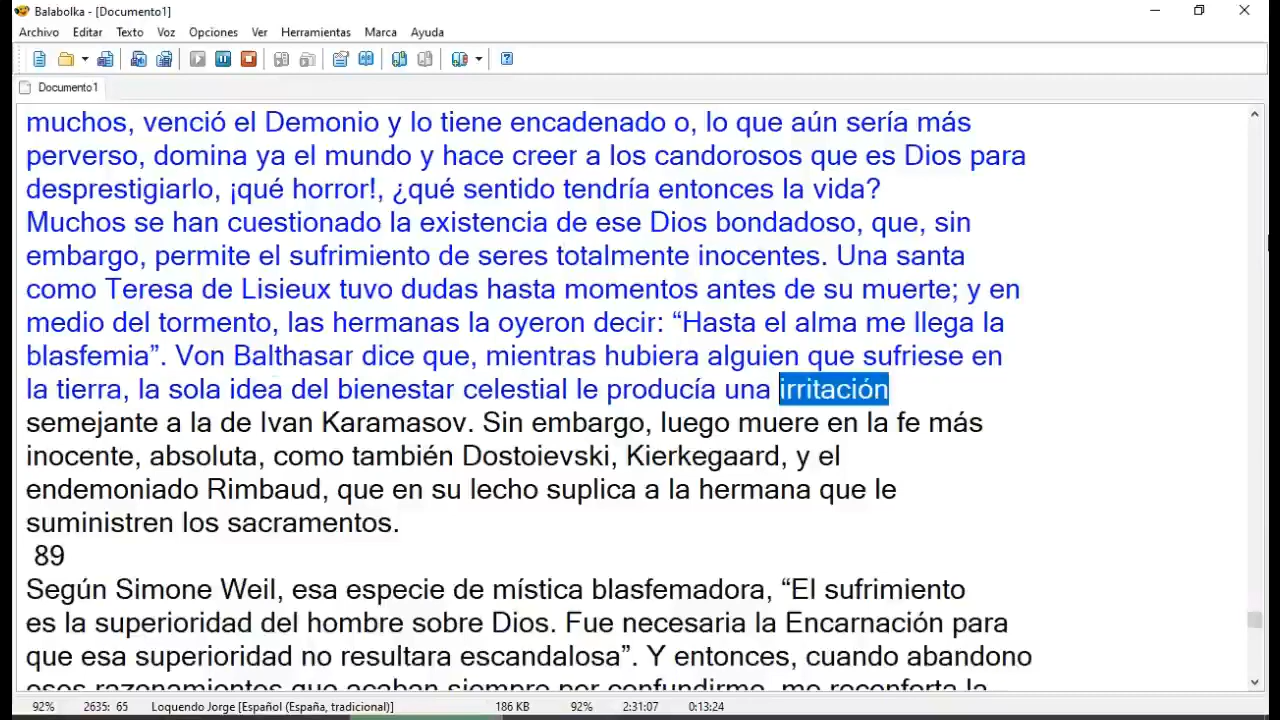 Balabolka - [Documento1]
Archivo Editar Texto Voz Opciones Ver Herramientas Marca Ayuda
Documento1
muchos, venció el Demonio y lo tiene encadenado o, lo que aún sería más
perverso, domina ya el mundo y hace creer a los candorosos que es Dios para
desprestigiarlo, ¡qué horror!, ¿qué sentido tendría entonces la vida?
Muchos se han cuestionado la existencia de ese Dios bondadoso, que, sin
embargo, permite el sufrimiento de seres totalmente inocentes. Una santa
como Teresa de Lisieux tuvo dudas hasta momentos antes de su muerte; y en
medio del tormento, las hermanas la oyeron decir: “Hasta el alma me llega la
blasfemia”. Von Balthasar dice que, mientras hubiera alguien que sufriese en
la tierra, la sola idea del bienestar celestial le producía una irritación
semejante a la de Ivan Karamasov. Sin embargo, luego muere en la fe más
inocente, absoluta, como también Dostoievski, Kierkegaard, y el
endemoniado Rimbaud, que en su lecho suplica a la hermana que le
suministren los sacramentos.
89
Según Simone Weil, esa especie de mística blasfemadora, “El sufrimiento
es la superioridad del hombre sobre Dios. Fue necesaria la Encarnación para
que esa superioridad no resultara escandalosa”. Y entonces, cuando abandono
esos razonamientos que acaban siempre por confundirme, me reconforta la
92% 2635: 65 Loquendo Jorge [Español (España, tradicional)] 186 KB 92% 2:31:07 0:13:24